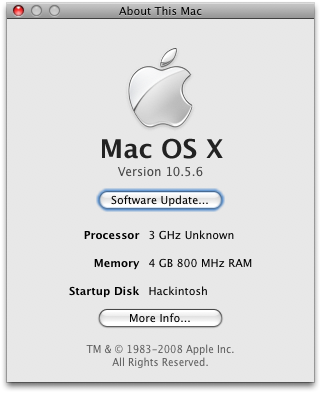 About This Mac
Mac OS X
Version 10.5.6
Software Update...
Processor 3 GHz Unknown
Memory 4 GB 800 MHz RAM
Startup Disk Hackintosh
More Info...
TM & © 1983-2008 Apple Inc.
All Rights Reserved.